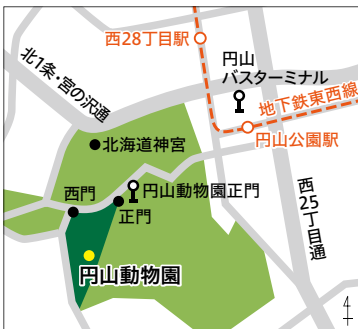 西28丁目駅
北1条・宮の沢通
円山
バスターミナル
地下鉄東西線
円山公園駅
北海道神宮
西25丁目通
円山動物園正門
西門
正門
円山動物園
4